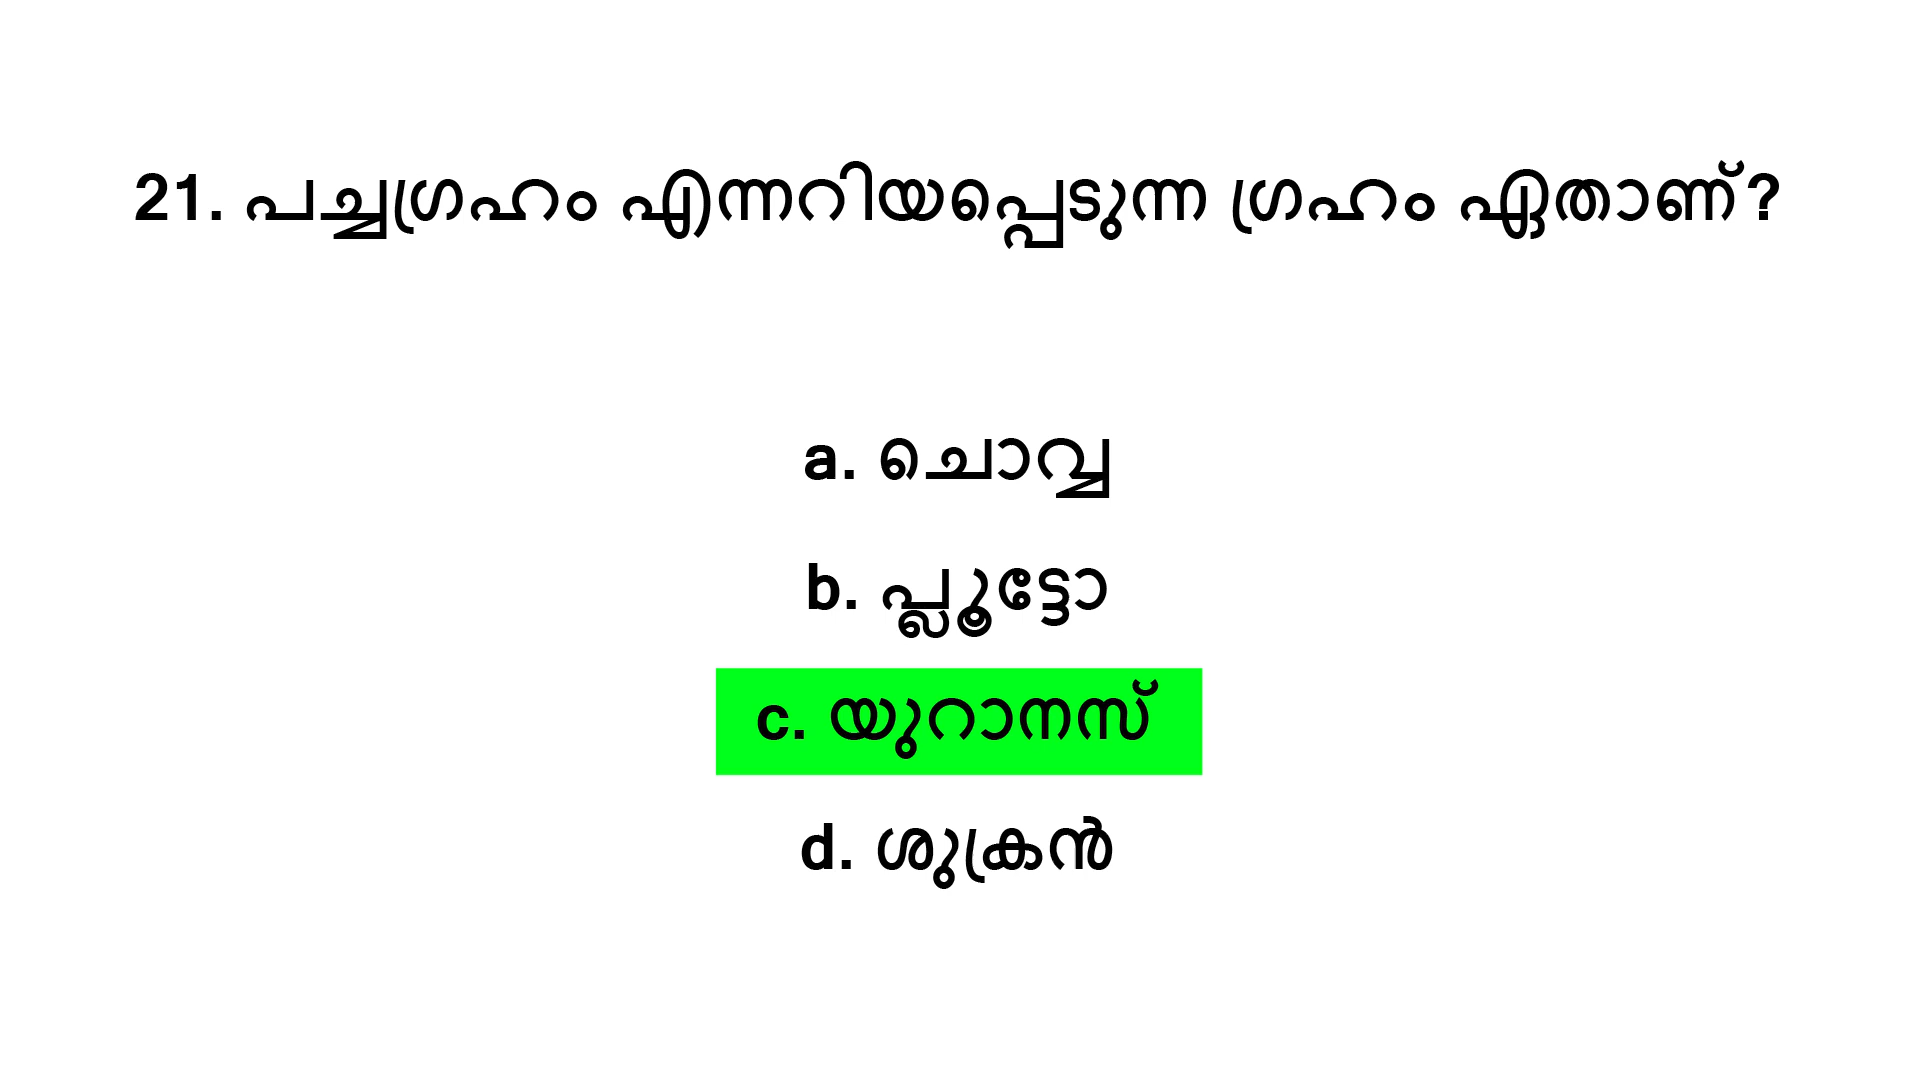 21. പച്ചഗ്രഹം എന്നറിയപ്പെടുന്ന ഗ്രഹം ഏതാണ്?
a. ചൊവ്വ
b. പ്ലൂട്ടോ
c. യുറാനസ്
d. ശുക്രൻ